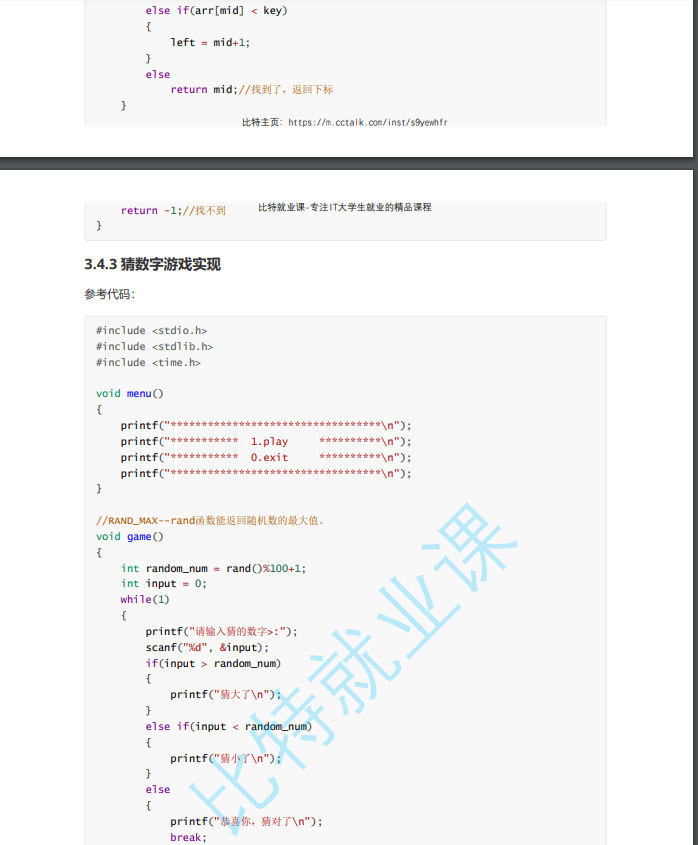 else if(arr[mid] < key)
{
left = mid+1;
}
else
return mid;//找到了，返回下标
}
比特主页：https://m.cctalk.com/inst/s9yewhfr
return -1;//找不到
比特就业课-专注IT大学生就业的精品课程
}
3.4.3 猜数字游戏实现
参考代码：
#include <stdio.h>
#include <stdlib.h>
#include <time.h>
void menu()
{
printf("**********************************\n");
printf("*********** 1.play     **********\n");
printf("*********** 0.exit     **********\n");
printf("**********************************\n");
}
//RAND_MAX--rand函数能返回随机数的最大值。
void game()
{
int random_num = rand()%100+1;
int input = 0;
while(1)
{
printf("请输入猜的数字>:");
scanf("%d", &input);
if(input > random_num)
{
printf("猜大了\n");
}
else if(input < random_num)
{
printf("猜小了\n");
}
else
{
printf("恭喜你，猜对了\n");
break;
比特就业课